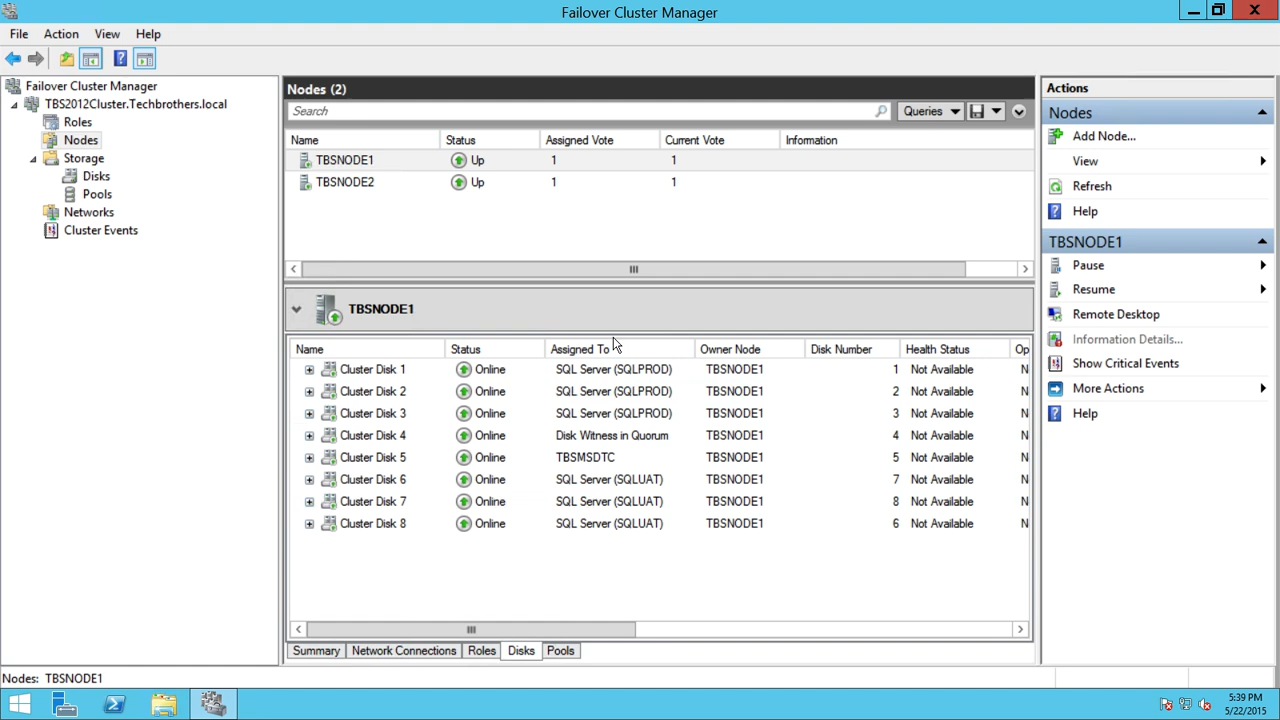 Failover Cluster Manager
File Action View Help
Failover Cluster Manager
TBS2012Cluster.Techbrothers.local
Roles
Nodes
Storage
Disks
Pools
Networks
Cluster Events
Nodes (2)
Search
Queries
Name Status Assigned Vote Current Vote Information
TBSNODE1 Up 1 1
TBSNODE2 Up 1 1
TBSNODE1
Name Status Assigned To Owner Node Disk Number Health Status Op
Cluster Disk 1 Online SQL Server (SQLPROD) TBSNODE1 1 Not Available N
Cluster Disk 2 Online SQL Server (SQLPROD) TBSNODE1 2 Not Available N
Cluster Disk 3 Online SQL Server (SQLPROD) TBSNODE1 3 Not Available N
Cluster Disk 4 Online Disk Witness in Quorum TBSNODE1 4 Not Available N
Cluster Disk 5 Online TBSMSDTC TBSNODE1 5 Not Available N
Cluster Disk 6 Online SQL Server (SQLUAT) TBSNODE1 7 Not Available N
Cluster Disk 7 Online SQL Server (SQLUAT) TBSNODE1 8 Not Available N
Cluster Disk 8 Online SQL Server (SQLUAT) TBSNODE1 6 Not Available N
Summary Network Connections Roles Disks Pools
Actions
Nodes
Add Node...
View
Refresh
Help
TBSNODE1
Pause
Resume
Remote Desktop
Information Details...
Show Critical Events
More Actions
Help
Nodes: TBSNODE1
5:39 PM
5/22/2015